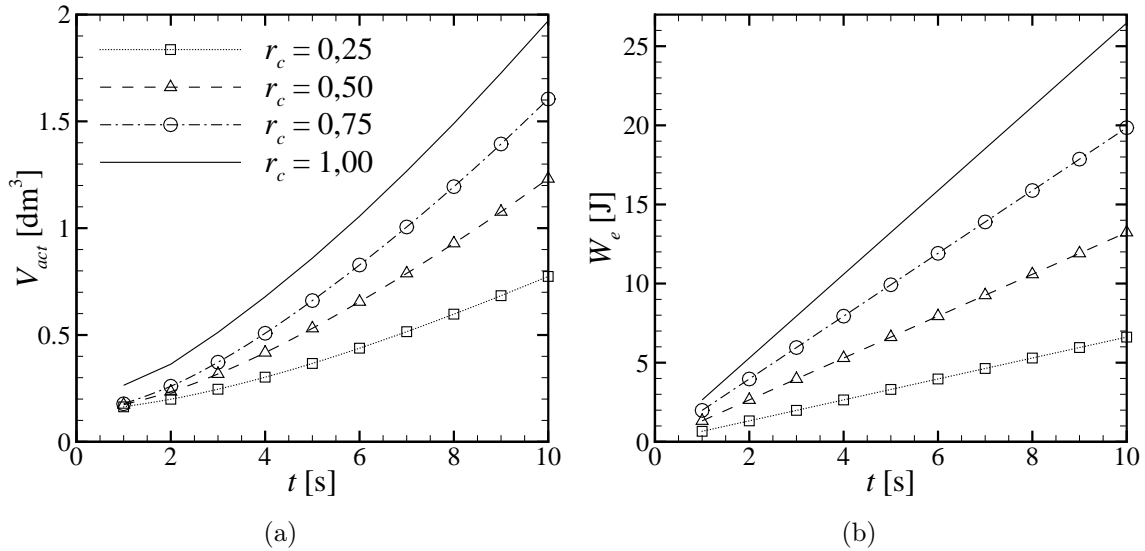 2
1.5
1
0.5
0
V_act [dm³]
r_c = 0,25
r_c = 0,50
r_c = 0,75
r_c = 1,00
0 2 4 6 8 10
t [s]
(a)
25
20
15
10
5
0
W_e [J]
0 2 4 6 8 10
t [s]
(b)